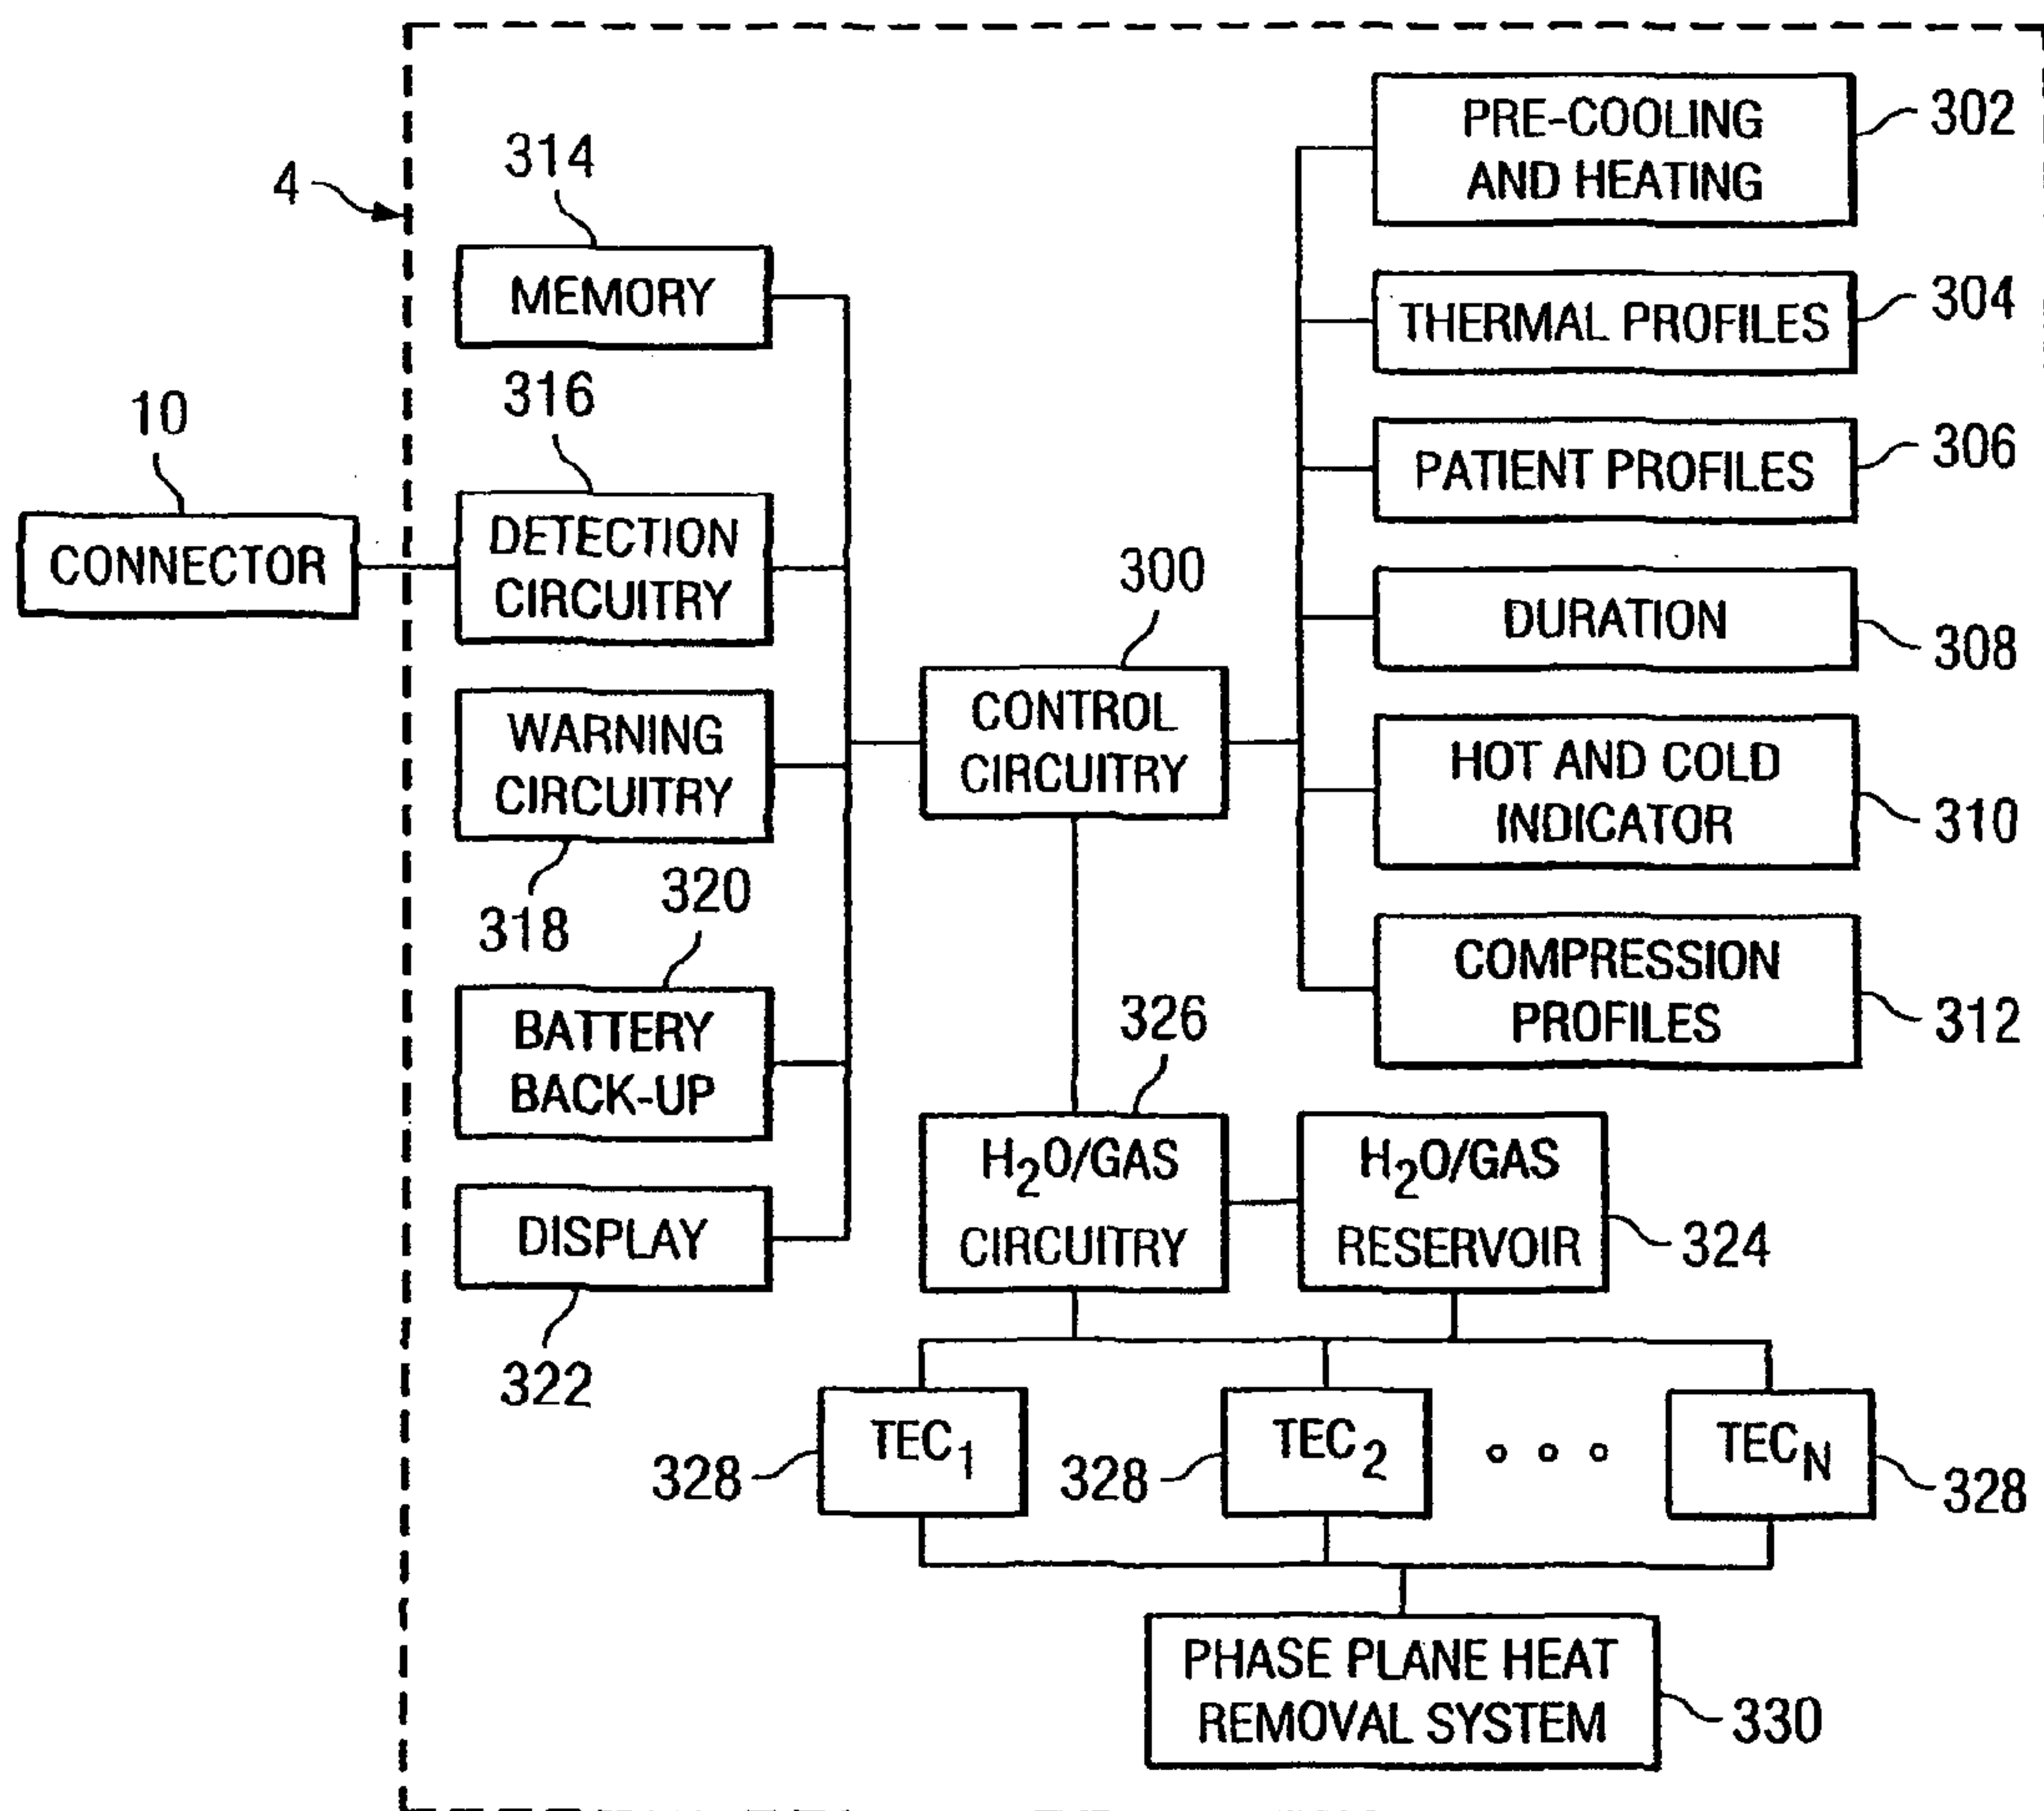 4
10
CONNECTOR
314
MEMORY
316
DETECTION
CIRCUITRY
WARNING
CIRCUITRY
318
320
BATTERY
BACK-UP
DISPLAY
322
300
CONTROL
CIRCUITRY
PRE-COOLING
AND HEATING
302
THERMAL PROFILES
304
PATIENT PROFILES
306
DURATION
308
HOT AND COLD
INDICATOR
310
COMPRESSION
PROFILES
312
326
H₂O/GAS
CIRCUITRY
H₂O/GAS
RESERVOIR
324
TEC₁
328
TEC₂
328
TEC_N
328
PHASE PLANE HEAT
REMOVAL SYSTEM
330